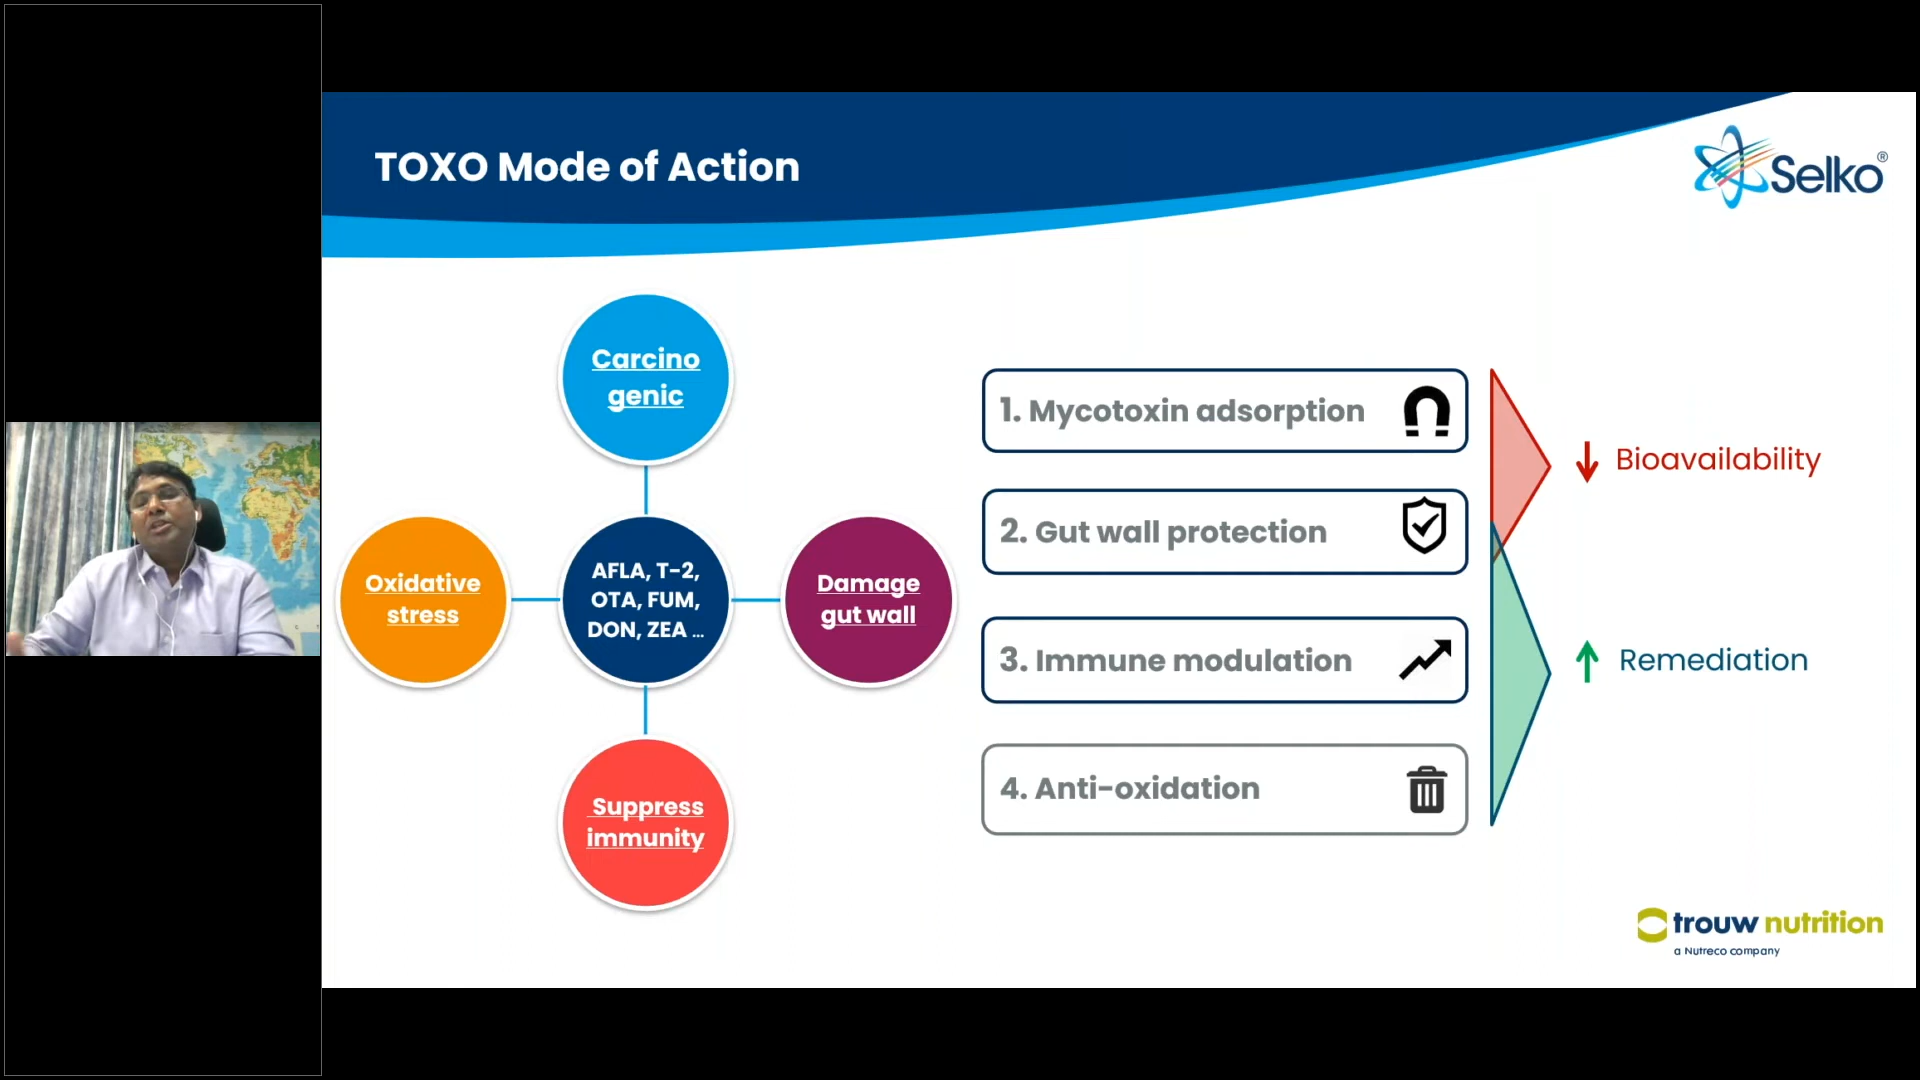 TOXO Mode of Action
Selko®
Carcino
genic
Oxidative
stress
AFLA, T-2,
OTA, FUM,
DON, ZEA ...
Damage
gut wall
Suppress
immunity
1. Mycotoxin adsorption
2. Gut wall protection
3. Immune modulation
4. Anti-oxidation
Bioavailability
Remediation
trouw nutrition
a Nutreco company